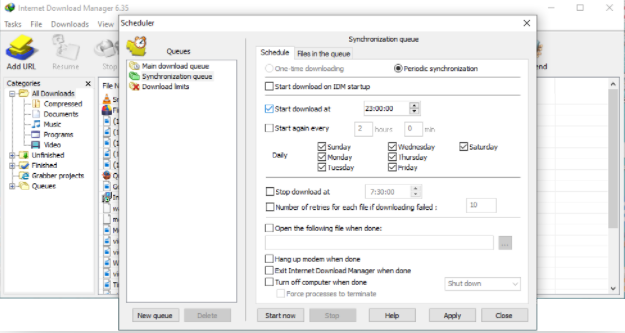 Internet Download Manager 6.35
Tasks File Downloads View
Add URL
Resume
Stop
Categories
All Downloads
Compressed
Documents
Music
Programs
Video
Unfinished
Finished
Grabber projects
Queues
File N
Scheduler
Queues
Main download queue
Synchronization queue
Download limits
New queue
Delete
Synchronization queue
Schedule
Files in the queue
One-time downloading
Periodic synchronization
Start download on IDM startup
Start download at 23:00:00
Start again every 2 hours 0 min
Daily
Sunday Wednesday Saturday
Monday Thursday
Tuesday Friday
Stop download at 7:30:00
Number of retries for each file if downloading failed : 10
Open the following file when done:
...
Hang up modem when done
Exit Internet Download Manager when done
Turn off computer when done Shut down
Force processes to terminate
Start now Stop Help Apply Close